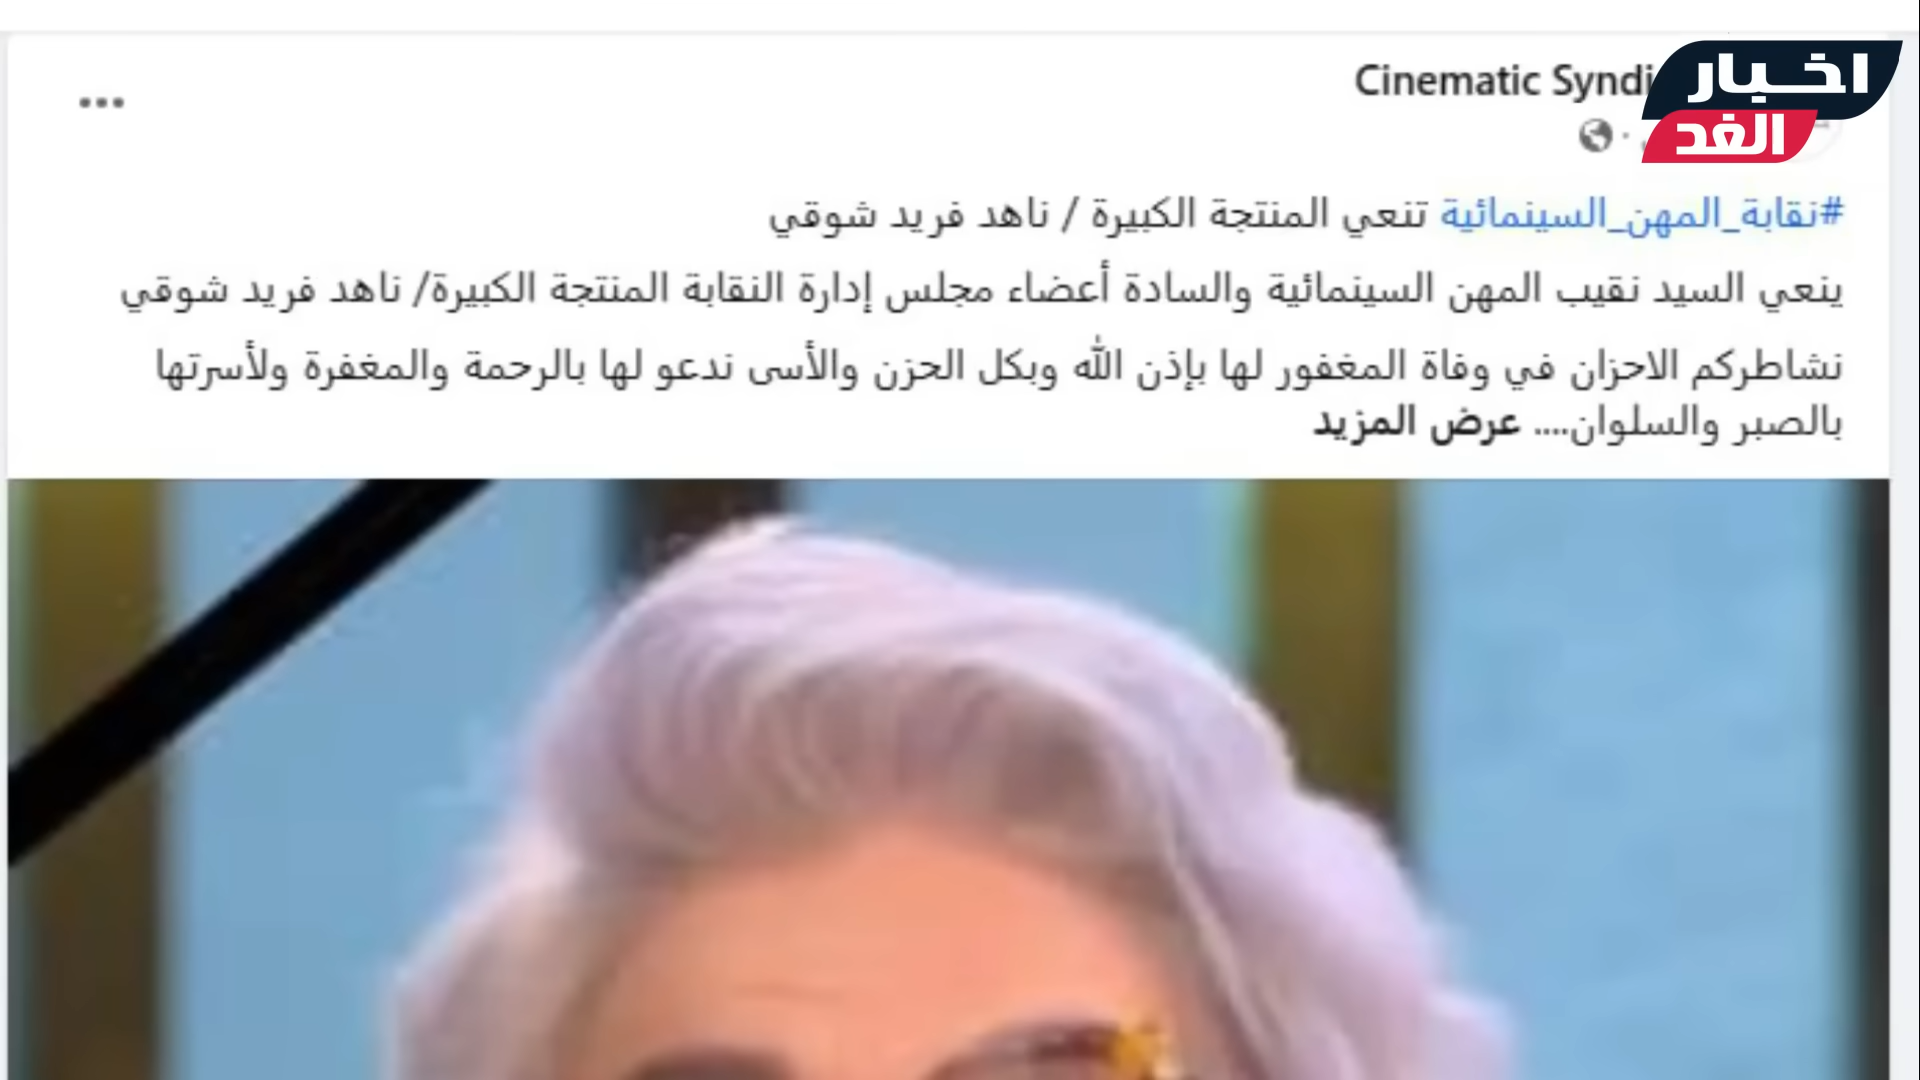 Cinematic Syndi
اخبار
الغد
#نقابة_المهن_السينمائية تنعي المنتجة الكبيرة / ناهد فريد شوقي
ينعي السيد نقيب المهن السينمائية والسادة أعضاء مجلس إدارة النقابة المنتجة الكبيرة/ ناهد فريد شوقي
نشاطركم الاحزان في وفاة المغفور لها بإذن الله وبكل الحزن والأسى ندعو لها بالرحمة والمغفرة ولأسرتها
بالصبر والسلوان.... عرض المزيد